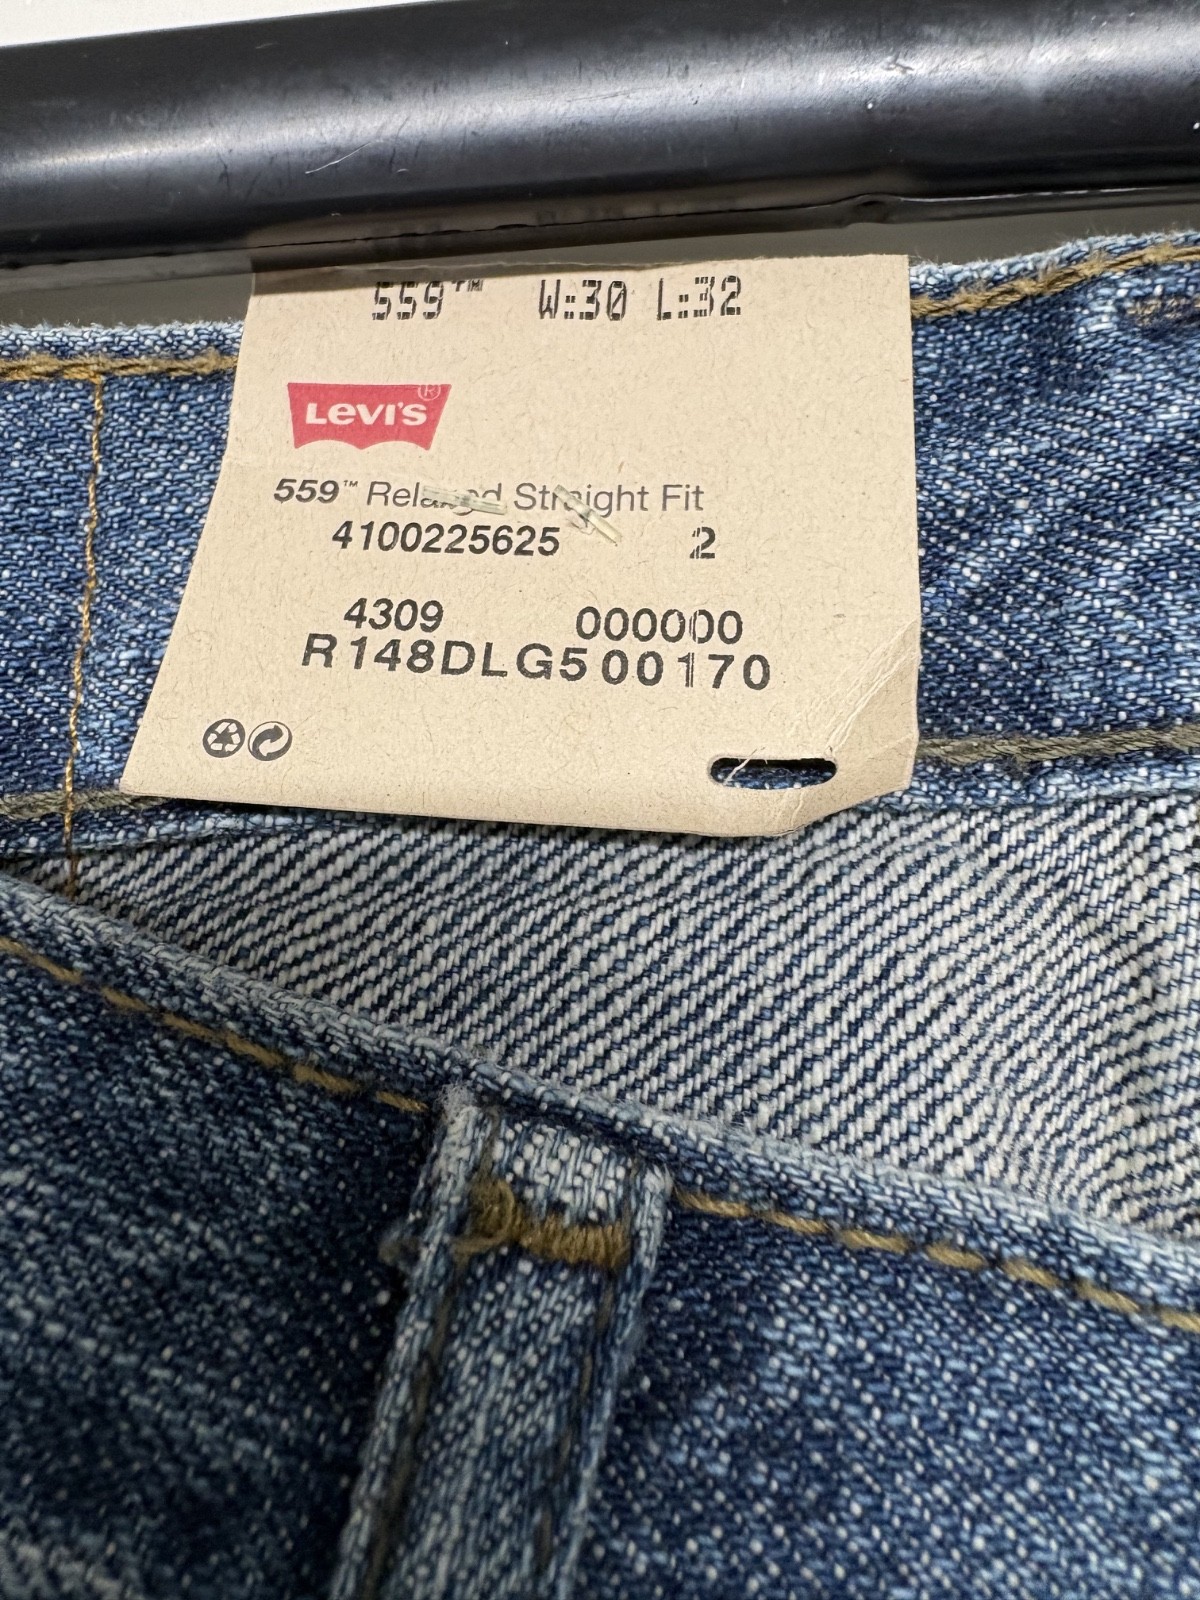 559™ W:30 L:32
LEVI'S®
559™ Relaxed Straight Fit
4100225625 2
4309 000000
R148DLG500170